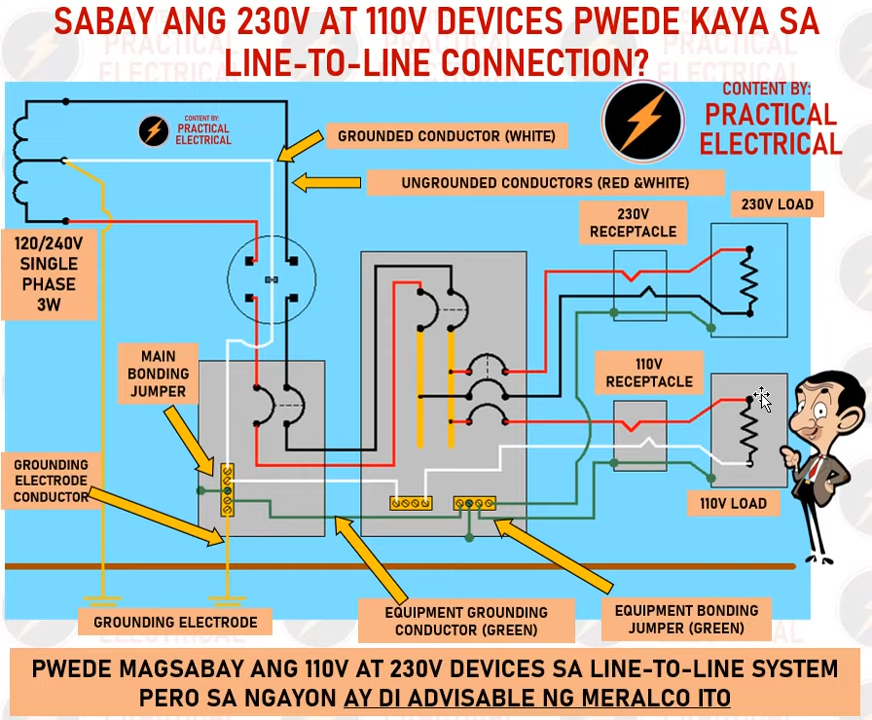 SABAY ANG 230V AT 110V DEVICES PWEDE KAYA SA
LINE-TO-LINE CONNECTION?
CONTENT BY:
PRACTICAL
ELECTRICAL
CONTENT BY:
PRACTICAL
ELECTRICAL
GROUNDED CONDUCTOR (WHITE)
UNGROUNDED CONDUCTORS (RED &WHITE)
230V
RECEPTACLE
230V LOAD
120/240V
SINGLE
PHASE
3W
MAIN
BONDING
JUMPER
110V
RECEPTACLE
GROUNDING
ELECTRODE
CONDUCTOR
110V LOAD
GROUNDING ELECTRODE
EQUIPMENT GROUNDING
CONDUCTOR (GREEN)
EQUIPMENT BONDING
JUMPER (GREEN)
PWEDE MAGSABAY ANG 110V AT 230V DEVICES SA LINE-TO-LINE SYSTEM
PERO SA NGAYON AY DI ADVISABLE NG MERALCO ITO